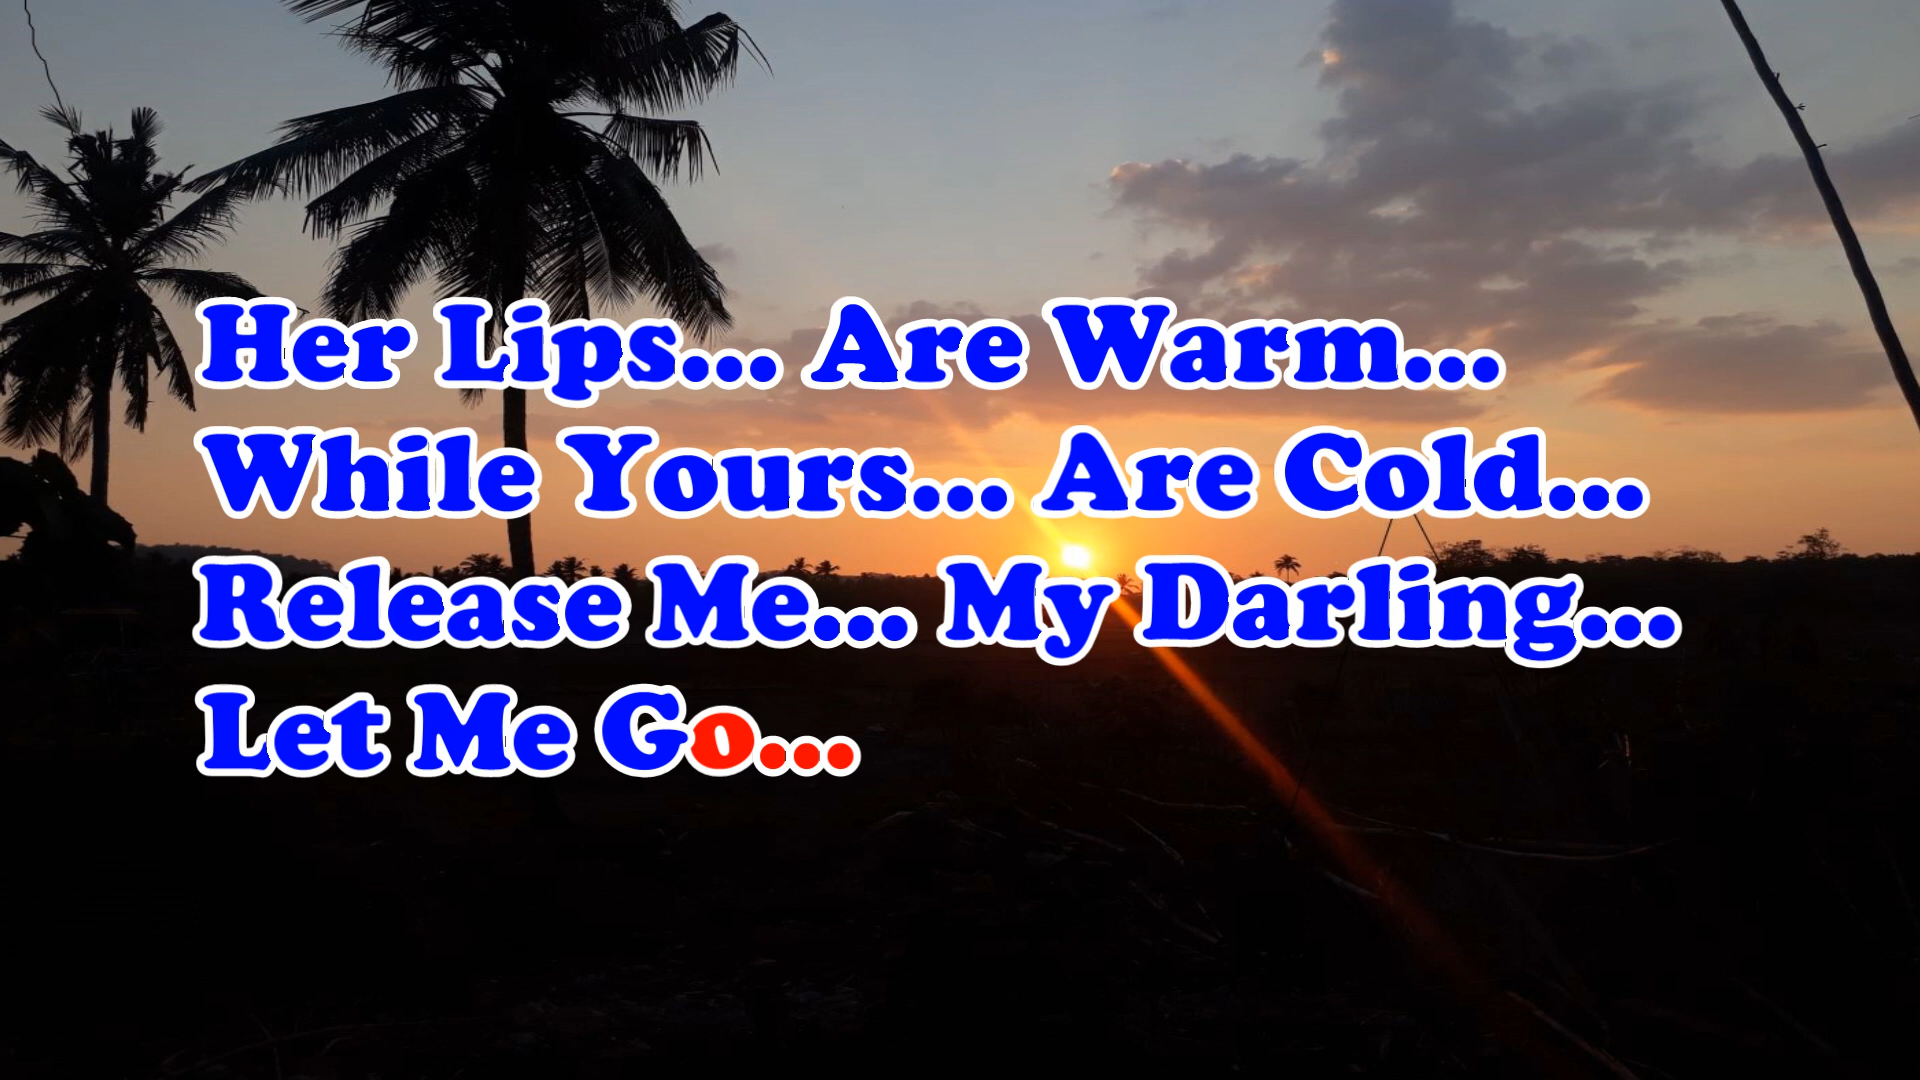 Her Lips... Are Warm...
While Yours... Are Cold...
Release Me... My Darling...
Let Me Go...